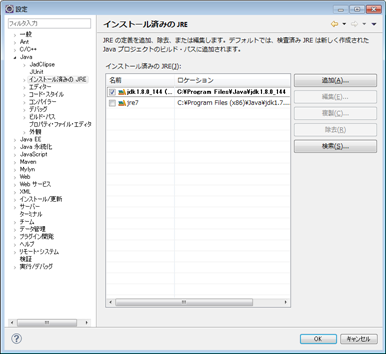 設定
フィルタ入力
一般
Ant
C/C++
Java
JadClipse
JUnit
インストール済みの JRE
エディター
コード・スタイル
コンパイラー
デバッグ
ビルド・パス
プロパティ・ファイル・エディタ
外観
Java EE
Java 永続化
JavaScript
Maven
Mylyn
Web
Web サービス
XML
インストール/更新
サーバー
ターミナル
チーム
データ管理
プラグイン開発
ヘルプ
リモート・システム
検証
実行/デバッグ
インストール済みの JRE
JRE の定義を追加、除去、または編集します。デフォルトでは、検査済み JRE は新しく作成された
Java プロジェクトのビルド・パスに追加されます。
インストール済みの JRE(J):
名前 ロケーション
jdk1.8.0_144 (... C:¥Program Files¥Java¥jdk1.8.0_144
jre7 C:¥Program Files (x86)¥Java¥jdk1.7...
追加(A)...
編集(E)...
複製(C)...
除去(R)
検索(S)...
OK キャンセル